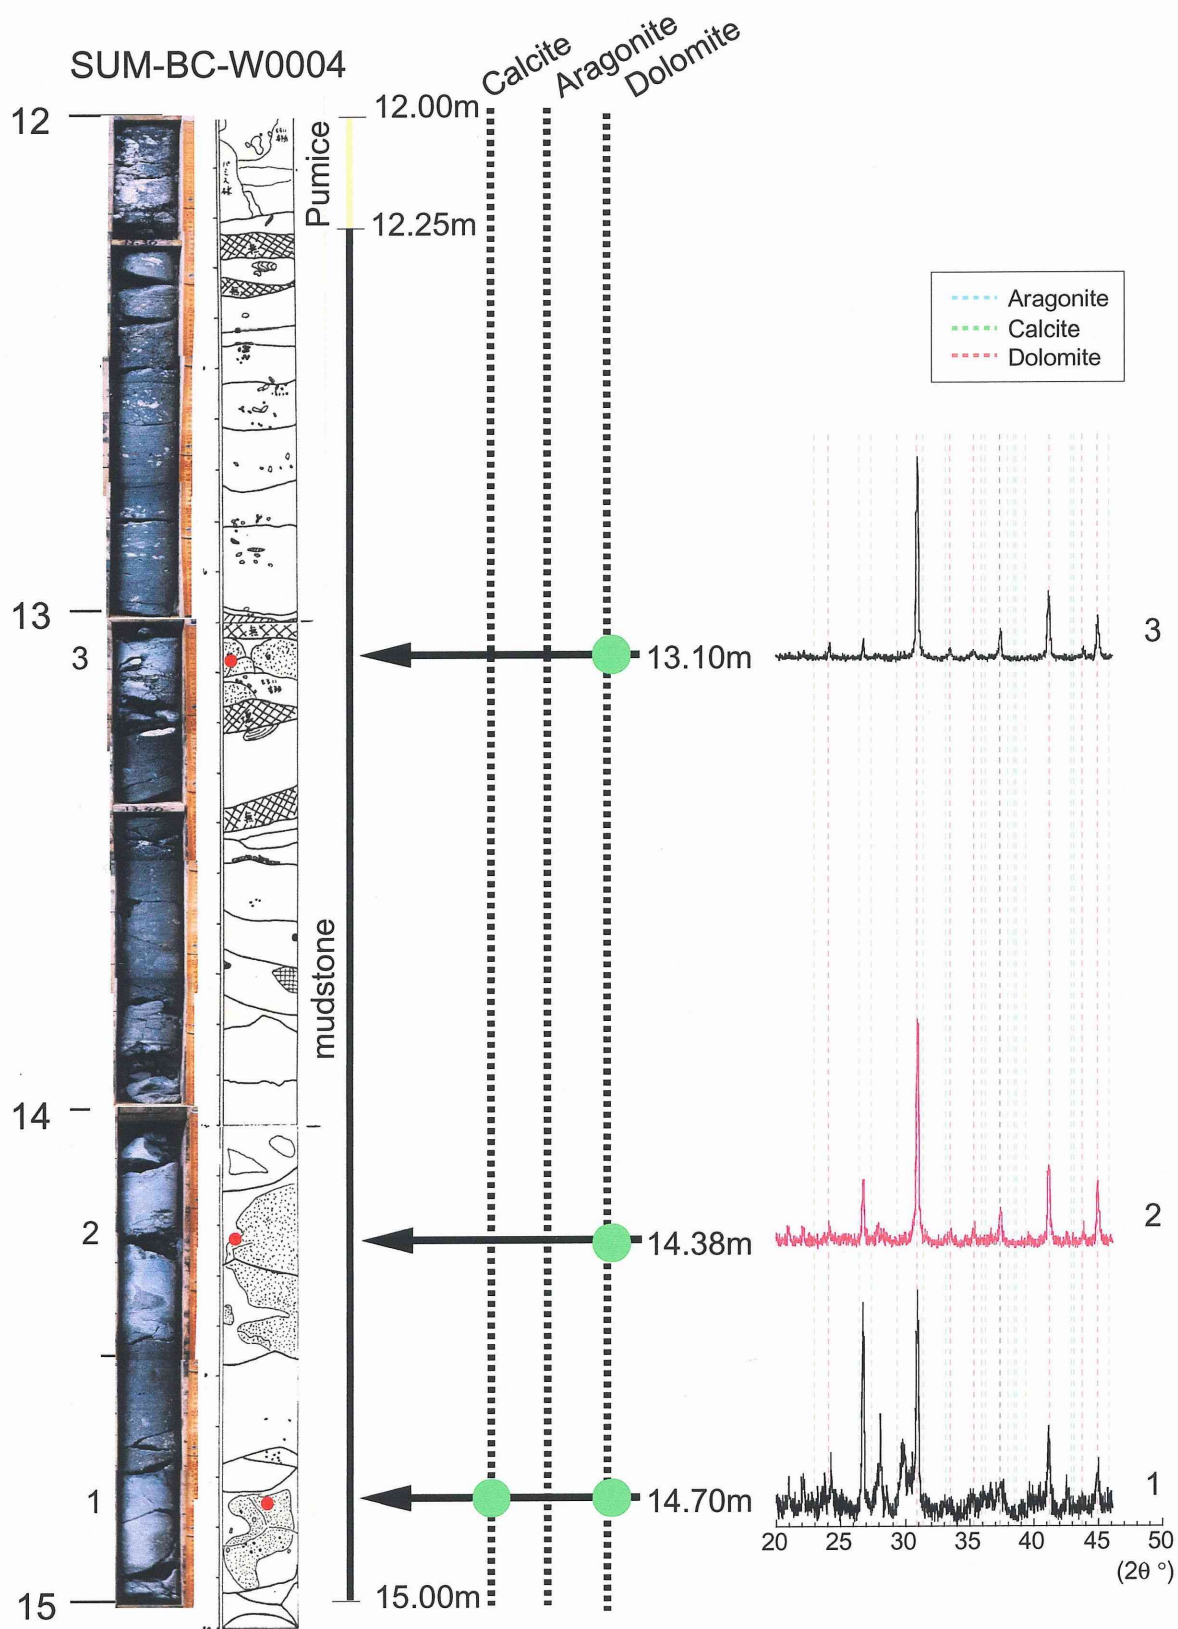 SUM-BC-W0004
Calcite
Aragonite
Dolomite
12
12.00m
Pumice
12.25m
Aragonite
Calcite
Dolomite
13
3
13.10m
3
mudstone
14
2
14.38m
2
1
14.70m
1
20 25 30 35 40 45 50
(2θ °)
15
15.00m